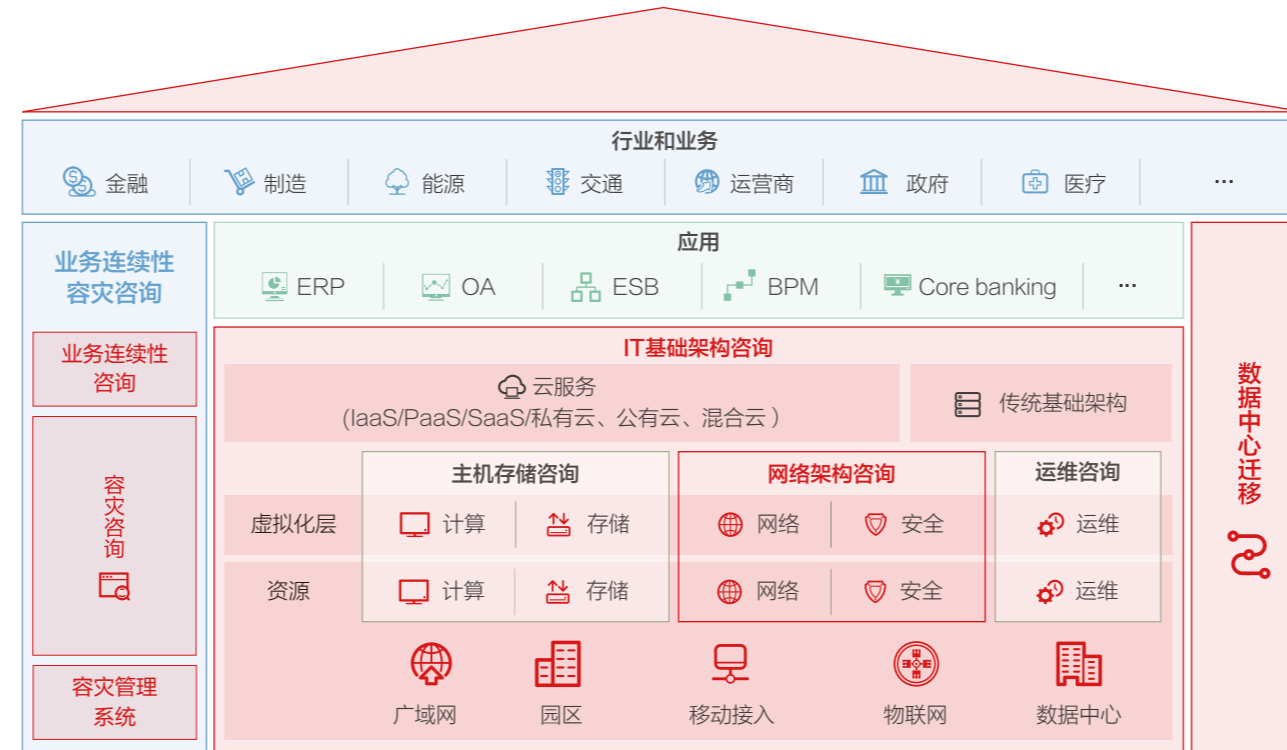 行业和业务
金融 制造 能源 交通 运营商 政府 医疗 ...
业务连续性
容灾咨询
业务连续性
咨询
容灾咨询
容灾管理
系统
应用
ERP OA ESB BPM Core banking ...
IT基础架构咨询
云服务
(IaaS/PaaS/SaaS/私有云、公有云、混合云 )
传统基础架构
主机存储咨询 网络架构咨询 运维咨询
虚拟化层 计算 存储 网络 安全 运维
资源 计算 存储 网络 安全 运维
广域网 园区 移动接入 物联网 数据中心
数据中心迁移